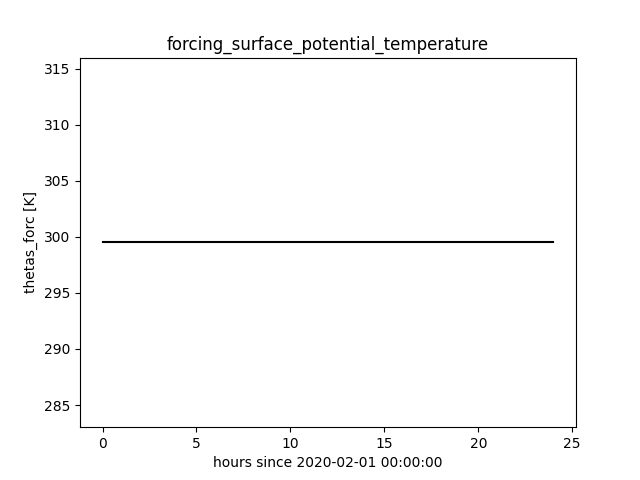 forcing_surface_potential_temperature
315
310
305
300
295
290
285
thetas_forc [K]
0 5 10 15 20 25
hours since 2020-02-01 00:00:00